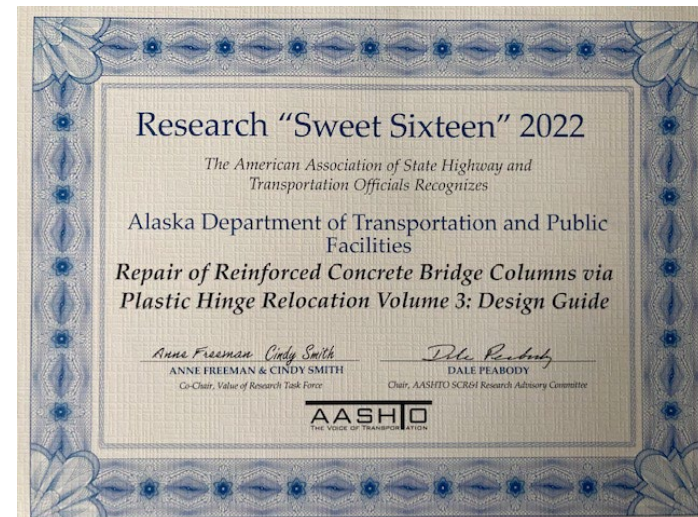 Research “Sweet Sixteen” 2022
The American Association of State Highway and
Transportation Officials Recognizes
Alaska Department of Transportation and Public
Facilities
Repair of Reinforced Concrete Bridge Columns via
Plastic Hinge Relocation Volume 3: Design Guide
Anne Freeman Cindy Smith
ANNE FREEMAN & CINDY SMITH
Co-Chair, Value of Research Task Force
Dale Peabody
DALE PEABODY
Chair, AASHTO SCR&I Research Advisory Committee
AASHTO
THE VOICE OF TRANSPORTATION